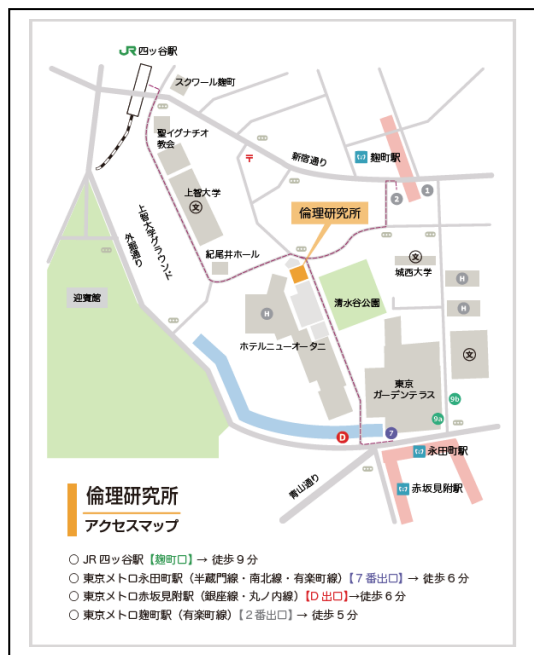 JR 四ッ谷駅
スクワール麹町
聖イグナチオ
教会
新宿通り
麹町駅
上智大学
文
2
1
倫理研究所
上智大学グラウンド
外堀通り
紀尾井ホール
文
城西大学
H
迎賓館
清水谷公園
H
H
ホテルニューオータニ
文
東京
ガーデンテラス
9b
9a
D
7
永田町駅
青山通り
赤坂見附駅
倫理研究所
アクセスマップ
○ JR 四ッ谷駅【麹町口】→ 徒歩9分
○ 東京メトロ永田町駅（半蔵門線・南北線・有楽町線）【7番出口】→ 徒歩6分
○ 東京メトロ赤坂見附駅（銀座線・丸ノ内線）【D出口】→徒歩6分
○ 東京メトロ麹町駅（有楽町線）【2番出口】→ 徒歩5分